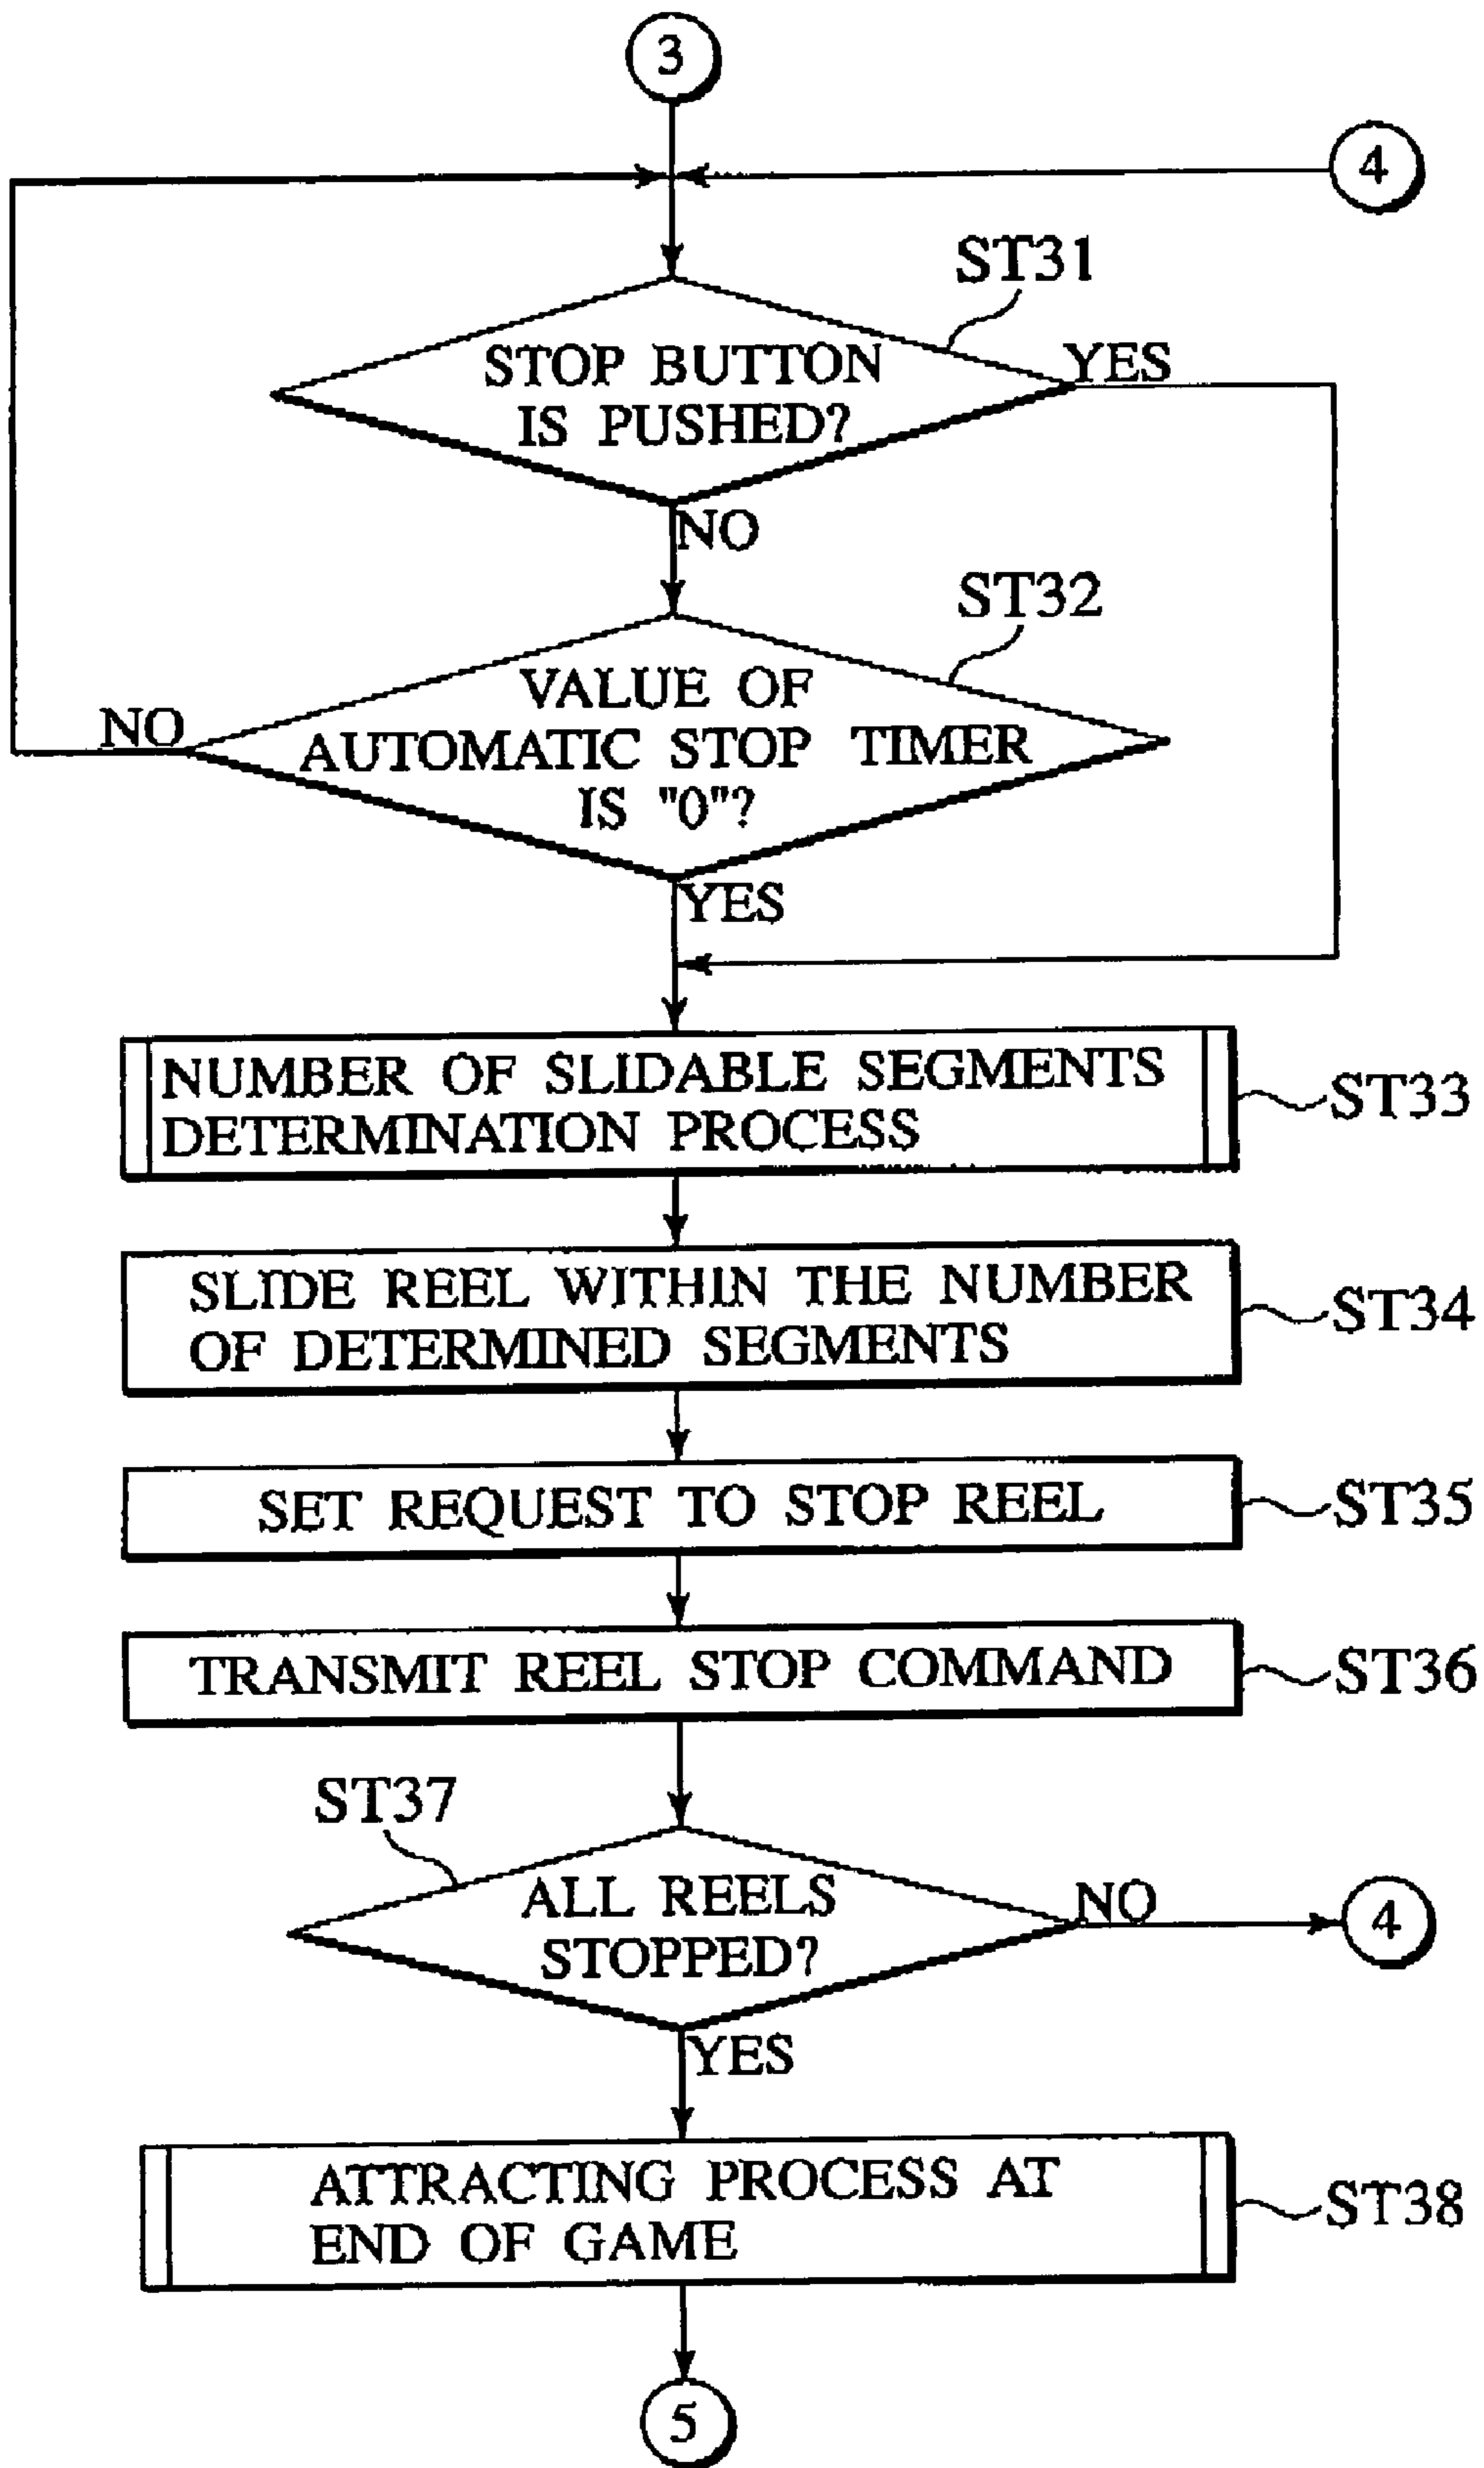 3
4
ST31
STOP BUTTON
IS PUSHED?
YES
NO
ST32
VALUE OF
AUTOMATIC STOP TIMER
IS "0"?
NO
YES
NUMBER OF SLIDABLE SEGMENTS
DETERMINATION PROCESS
ST33
SLIDE REEL WITHIN THE NUMBER
OF DETERMINED SEGMENTS
ST34
SET REQUEST TO STOP REEL
ST35
TRANSMIT REEL STOP COMMAND
ST36
ST37
ALL REELS
STOPPED?
NO
4
YES
ATTRACTING PROCESS AT
END OF GAME
ST38
5